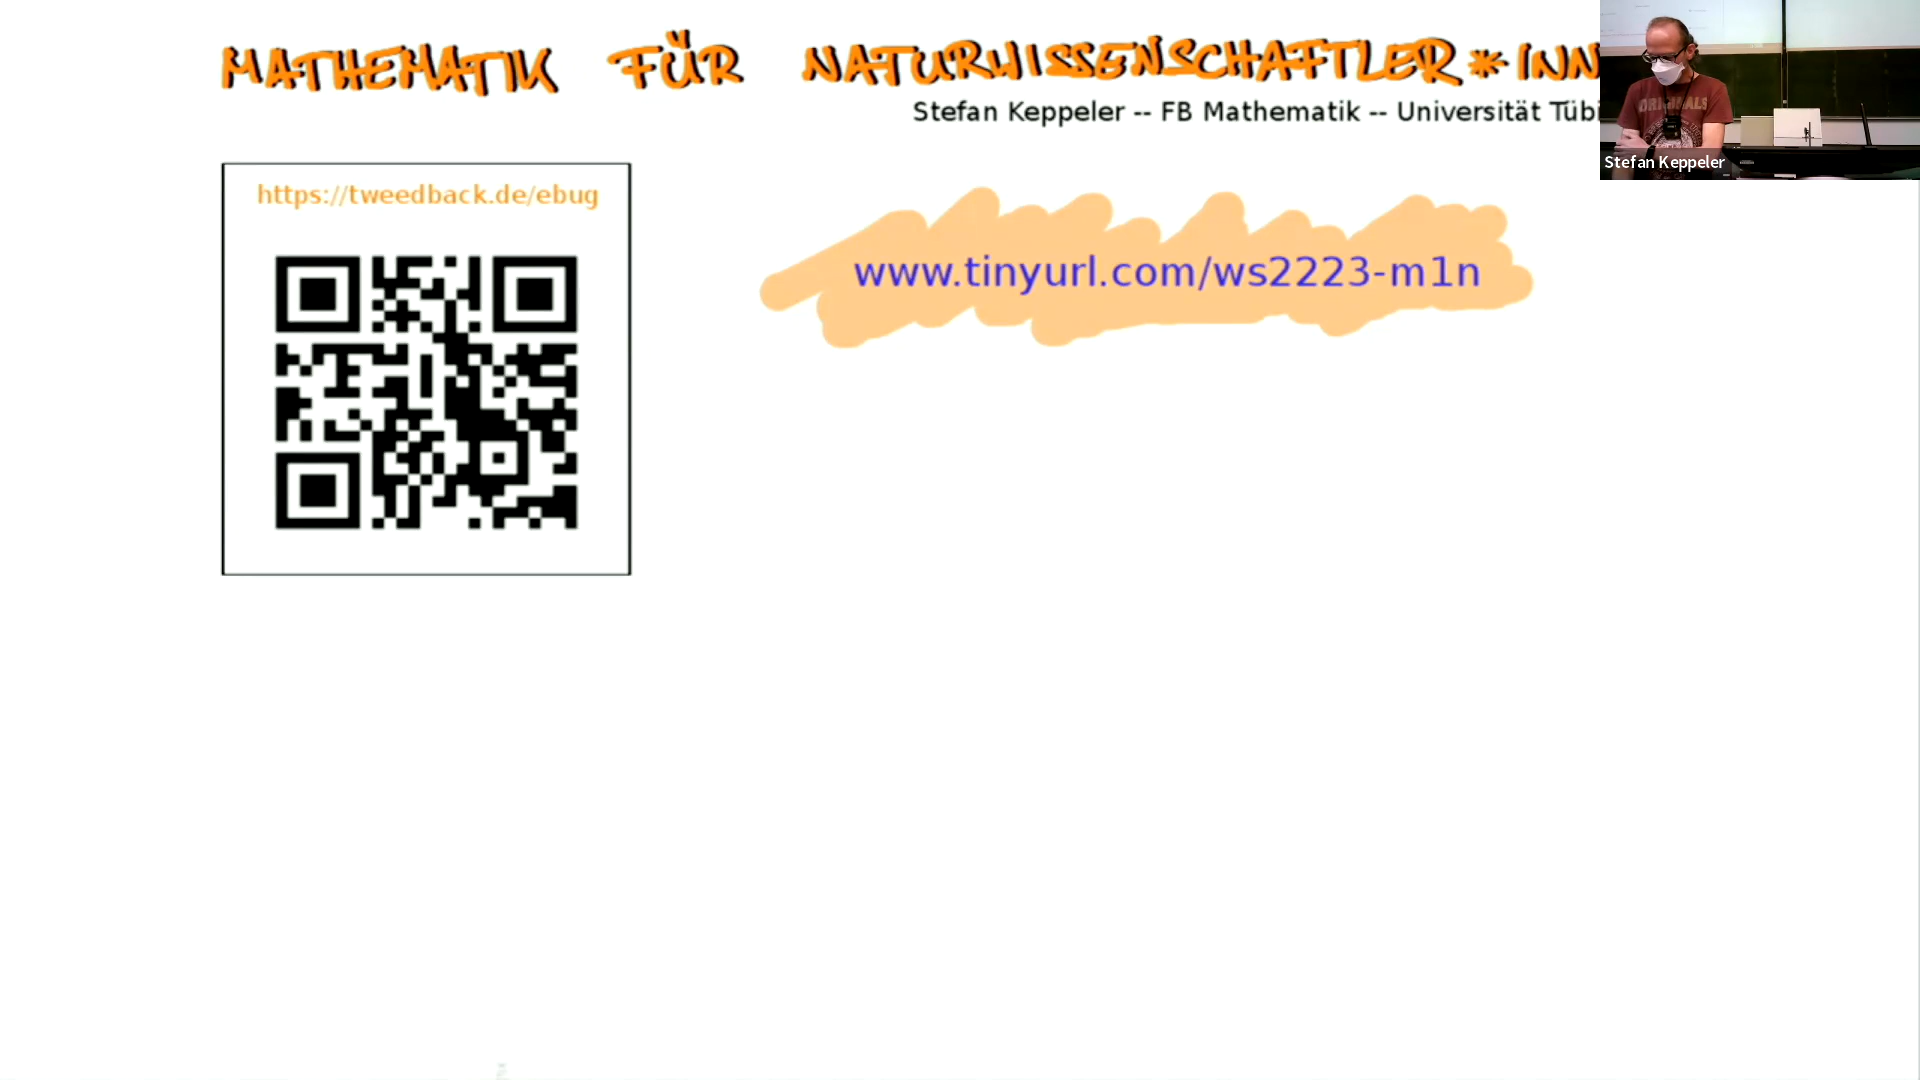 MATHEMATIK FÜR NATURWISSENSCHAFTLER*INN
Stefan Keppeler -- FB Mathematik -- Universität Tübi
ORIGINALS
Stefan Keppeler
https://tweedback.de/ebug
www.tinyurl.com/ws2223-m1n